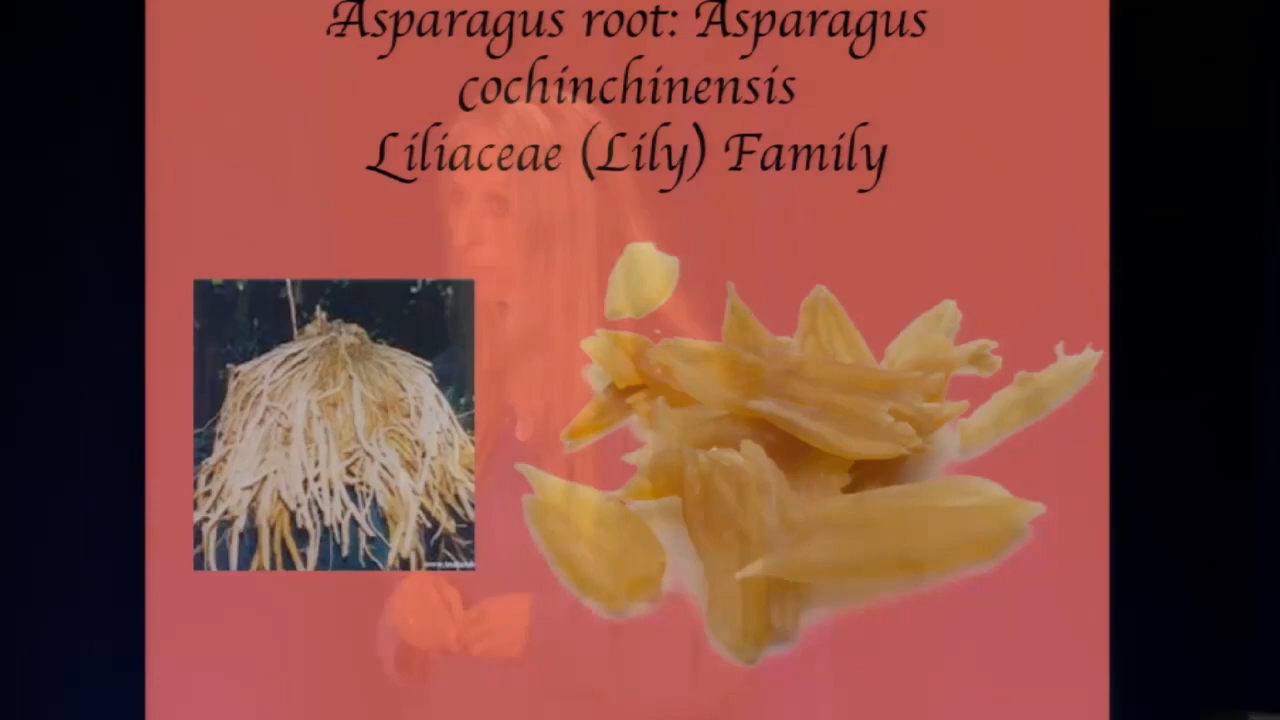 Asparagus root: Asparagus
cochinchinensis
Liliaceae (Lily) Family